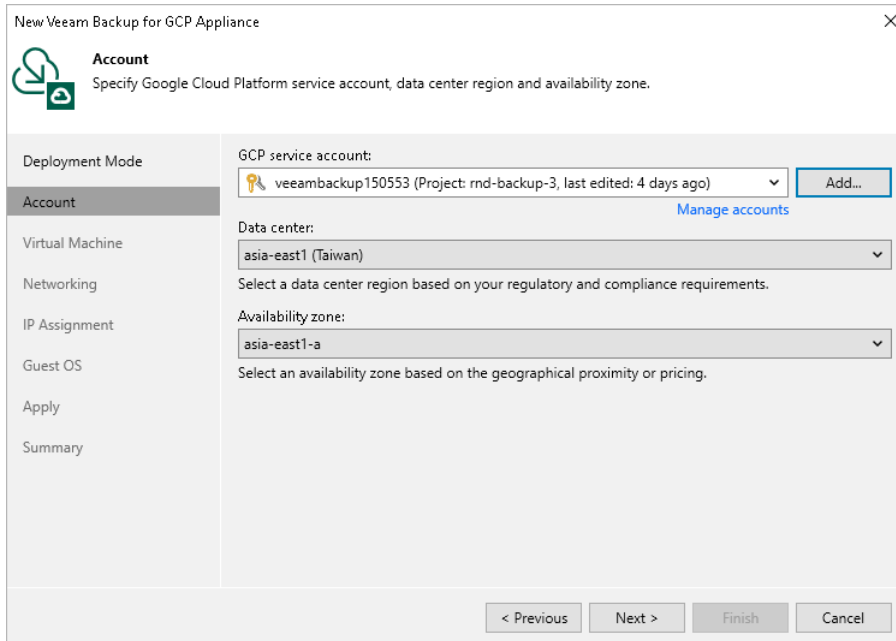 New Veeam Backup for GCP Appliance
Account
Specify Google Cloud Platform service account, data center region and availability zone.
Deployment Mode
Account
Virtual Machine
Networking
IP Assignment
Guest OS
Apply
Summary
GCP service account:
veeambackup150553 (Project: rnd-backup-3, last edited: 4 days ago)
Add...
Manage accounts
Data center:
asia-east1 (Taiwan)
Select a data center region based on your regulatory and compliance requirements.
Availability zone:
asia-east1-a
Select an availability zone based on the geographical proximity or pricing.
< Previous
Next >
Finish
Cancel